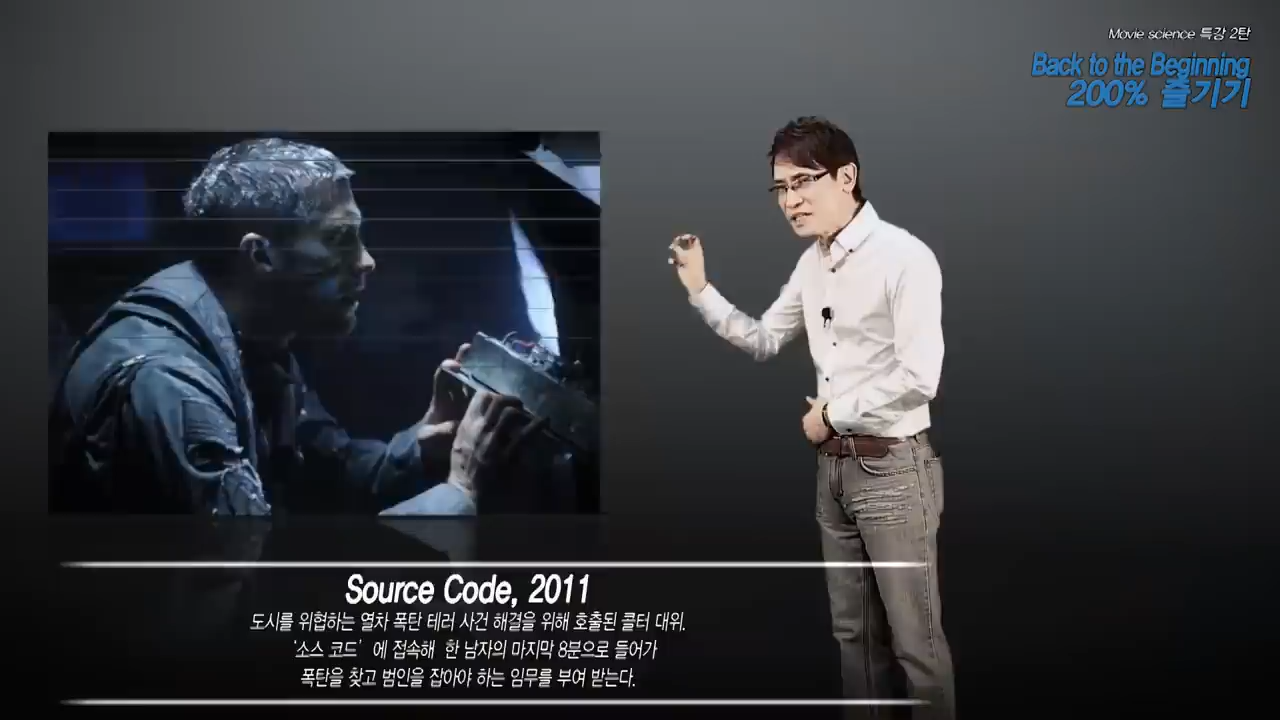 Movie science 특강 2탄
Back to the Beginning
200% 즐기기
Source Code, 2011
도시를 위협하는 열차 폭탄 테러 사건 해결을 위해 호출된 콜터 대위.
'소스 코드' 에 접속해 한 남자의 마지막 8분으로 들어가
폭탄을 찾고 범인을 잡아야 하는 임무를 부여 받는다.